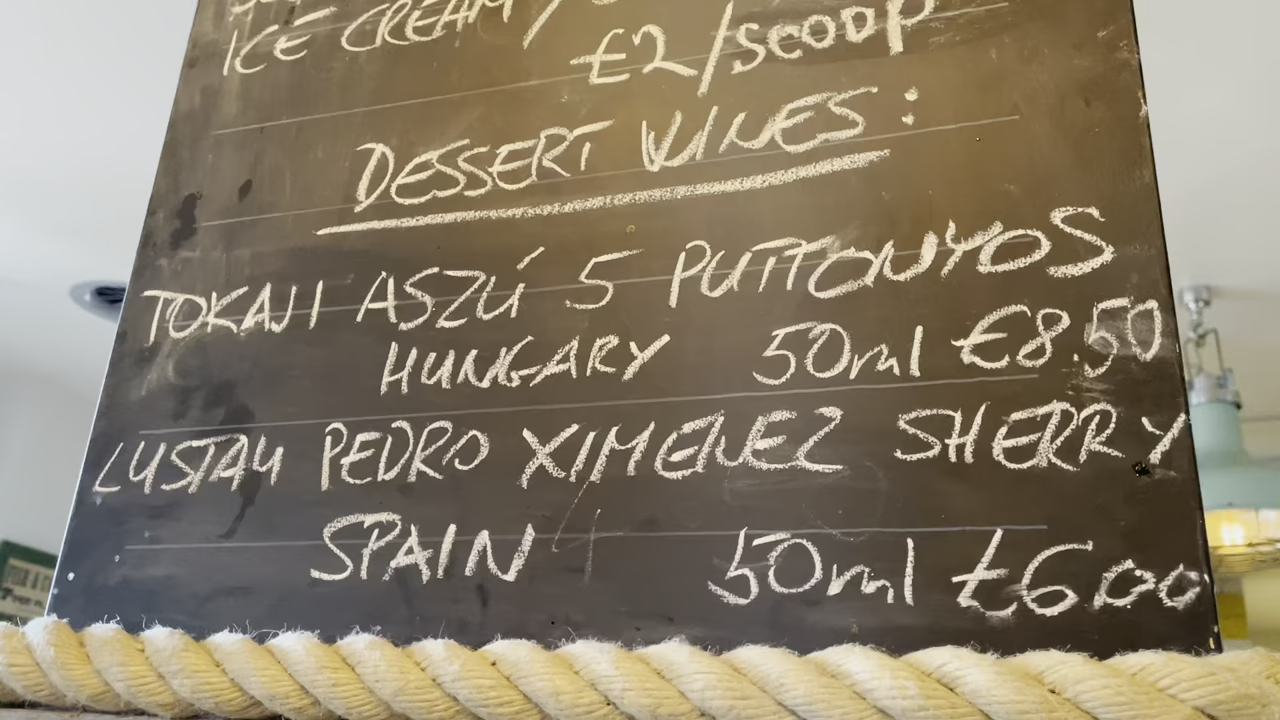 ICE CREAM/
£2/SCOOP
DESSERT WINES:
TOKAJI ASZÚ 5 PUTTONYOS
HUNGARY 50ml €8.50
LUSTAU PEDRO XIMENEZ SHERRY
SPAIN 50ml £6.00